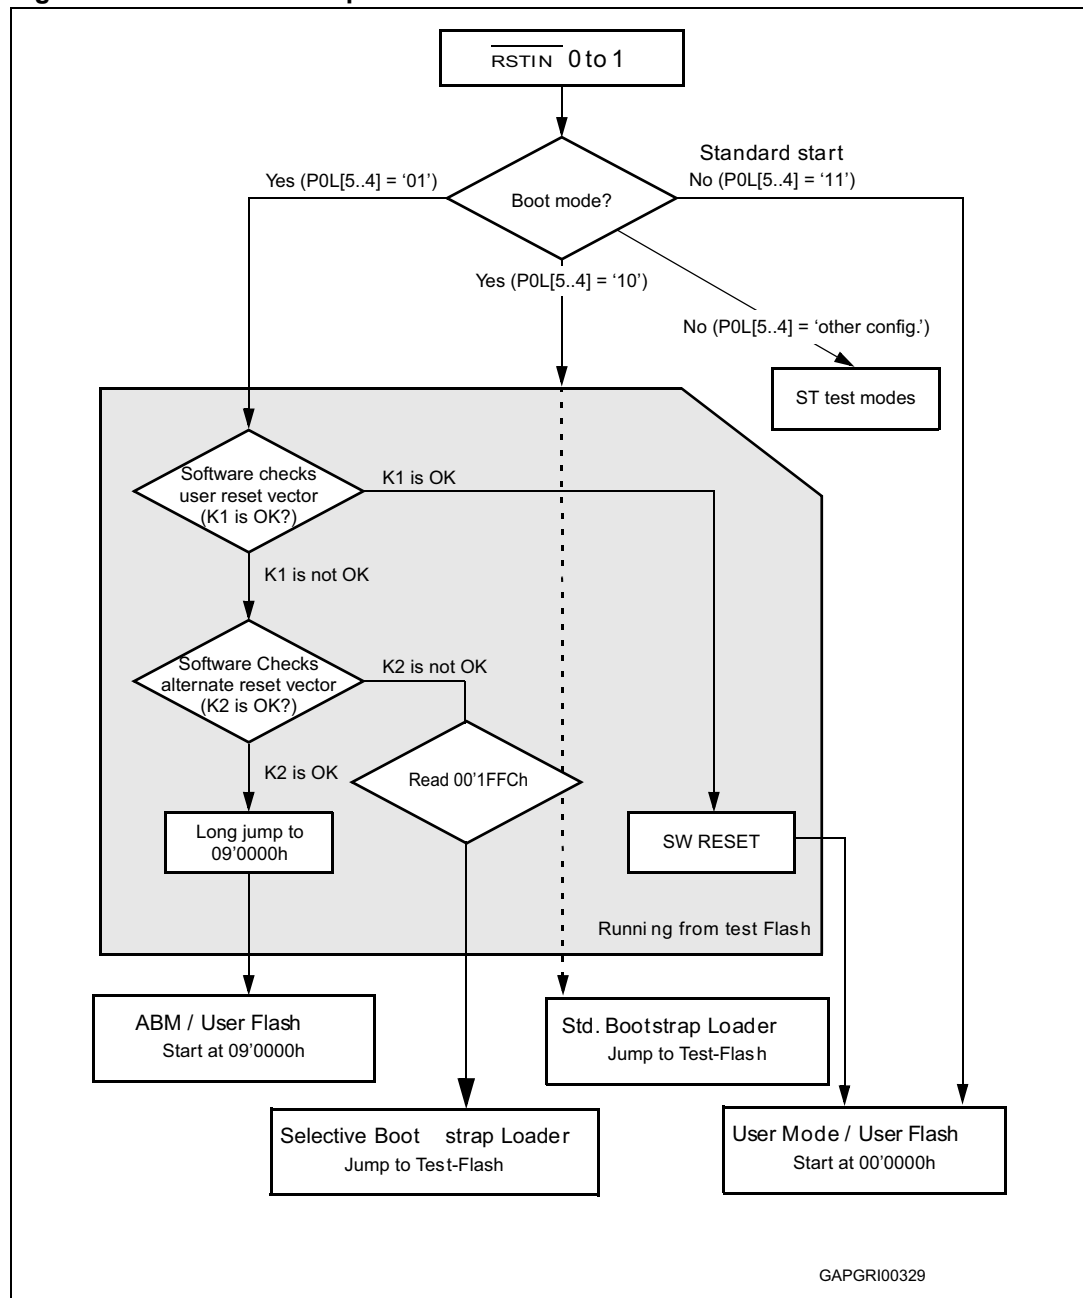 RSTIN 0 to 1
Standard start
Yes (P0L[5..4] = ‘01’)
No (P0L[5..4] = ‘11’)
Boot mode?
Yes (P0L[5..4] = ‘10’)
No (P0L[5..4] = ‘other config.’)
ST test modes
Software checks
user reset vector
(K1 is OK?)
K1 is OK
K1 is not OK
Software Checks
alternate reset vector
(K2 is OK?)
K2 is not OK
K2 is OK
Read 00’1FFCh
Long jump to
09’0000h
SW RESET
Running from test Flash
ABM / User Flash
Start at 09’0000h
Std. Bootstrap Loader
Jump to Test-Flash
Selective Boot strap Loader
Jump to Test-Flash
User Mode / User Flash
Start at 00’0000h
GAPGRI00329